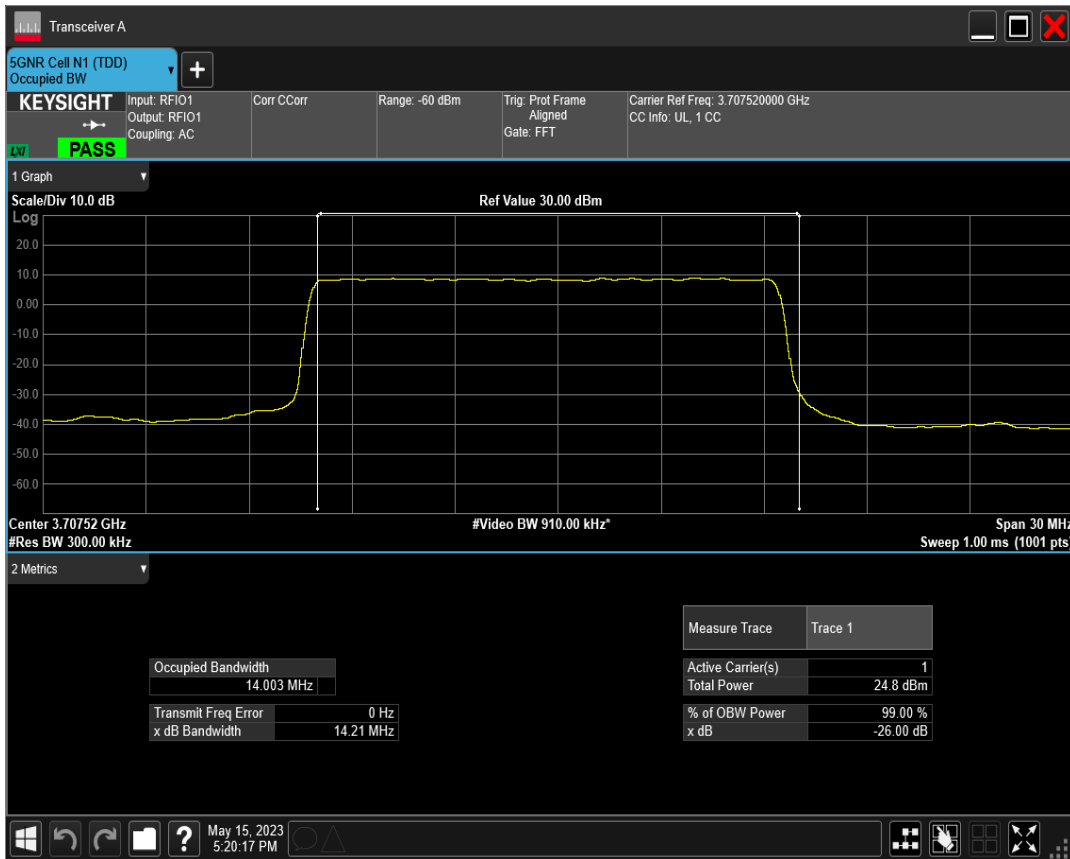 Transceiver A
5GNR Cell N1 (TDD)
Occupied BW
KEYSIGHT
LXI
PASS
Input: RFIO1
Output: RFIO1
Coupling: AC
Corr CCorr
Range: -60 dBm
Trig: Prot Frame
Aligned
Gate: FFT
Carrier Ref Freq: 3.707520000 GHz
CC Info: UL, 1 CC
1 Graph
Scale/Div 10.0 dB
Ref Value 30.00 dBm
Log
20.0
10.0
0.00
-10.0
-20.0
-30.0
-40.0
-50.0
-60.0
Center 3.70752 GHz
#Video BW 910.00 kHz*
Span 30 MHz
#Res BW 300.00 kHz
Sweep 1.00 ms (1001 pts)
2 Metrics
Measure Trace Trace 1
Occupied Bandwidth
14.003 MHz
Active Carrier(s) 1
Total Power 24.8 dBm
Transmit Freq Error 0 Hz
x dB Bandwidth 14.21 MHz
% of OBW Power 99.00 %
x dB -26.00 dB
May 15, 2023
5:20:17 PM